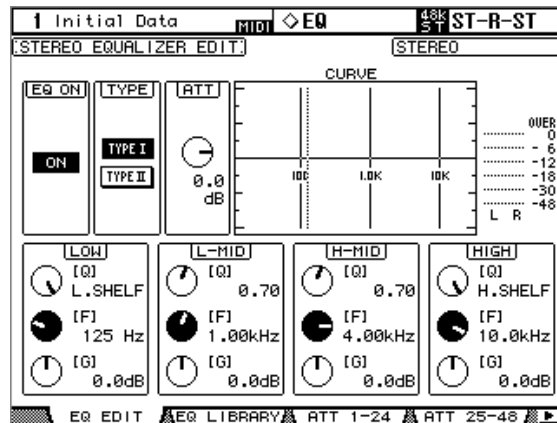 1 Initial Data MIDI ◇EQ 48K ST ST-R-ST
STEREO EQUALIZER EDIT STEREO
CURVE
EQ ON TYPE ATT
ON
TYPE I
TYPE II
0.0 dB
100 1.0K 10K
OVER
0
- 6
-12
-18
-30
-48
L R
LOW L-MID H-MID HIGH
[Q] [Q] [Q] [Q]
L.SHELF 0.70 0.70 H.SHELF
[F] [F] [F] [F]
125 Hz 1.00kHz 4.00kHz 10.0kHz
[G] [G] [G] [G]
0.0dB 0.0dB 0.0dB 0.0dB
EQ EDIT EQ LIBRARY ATT 1-24 ATT 25-48